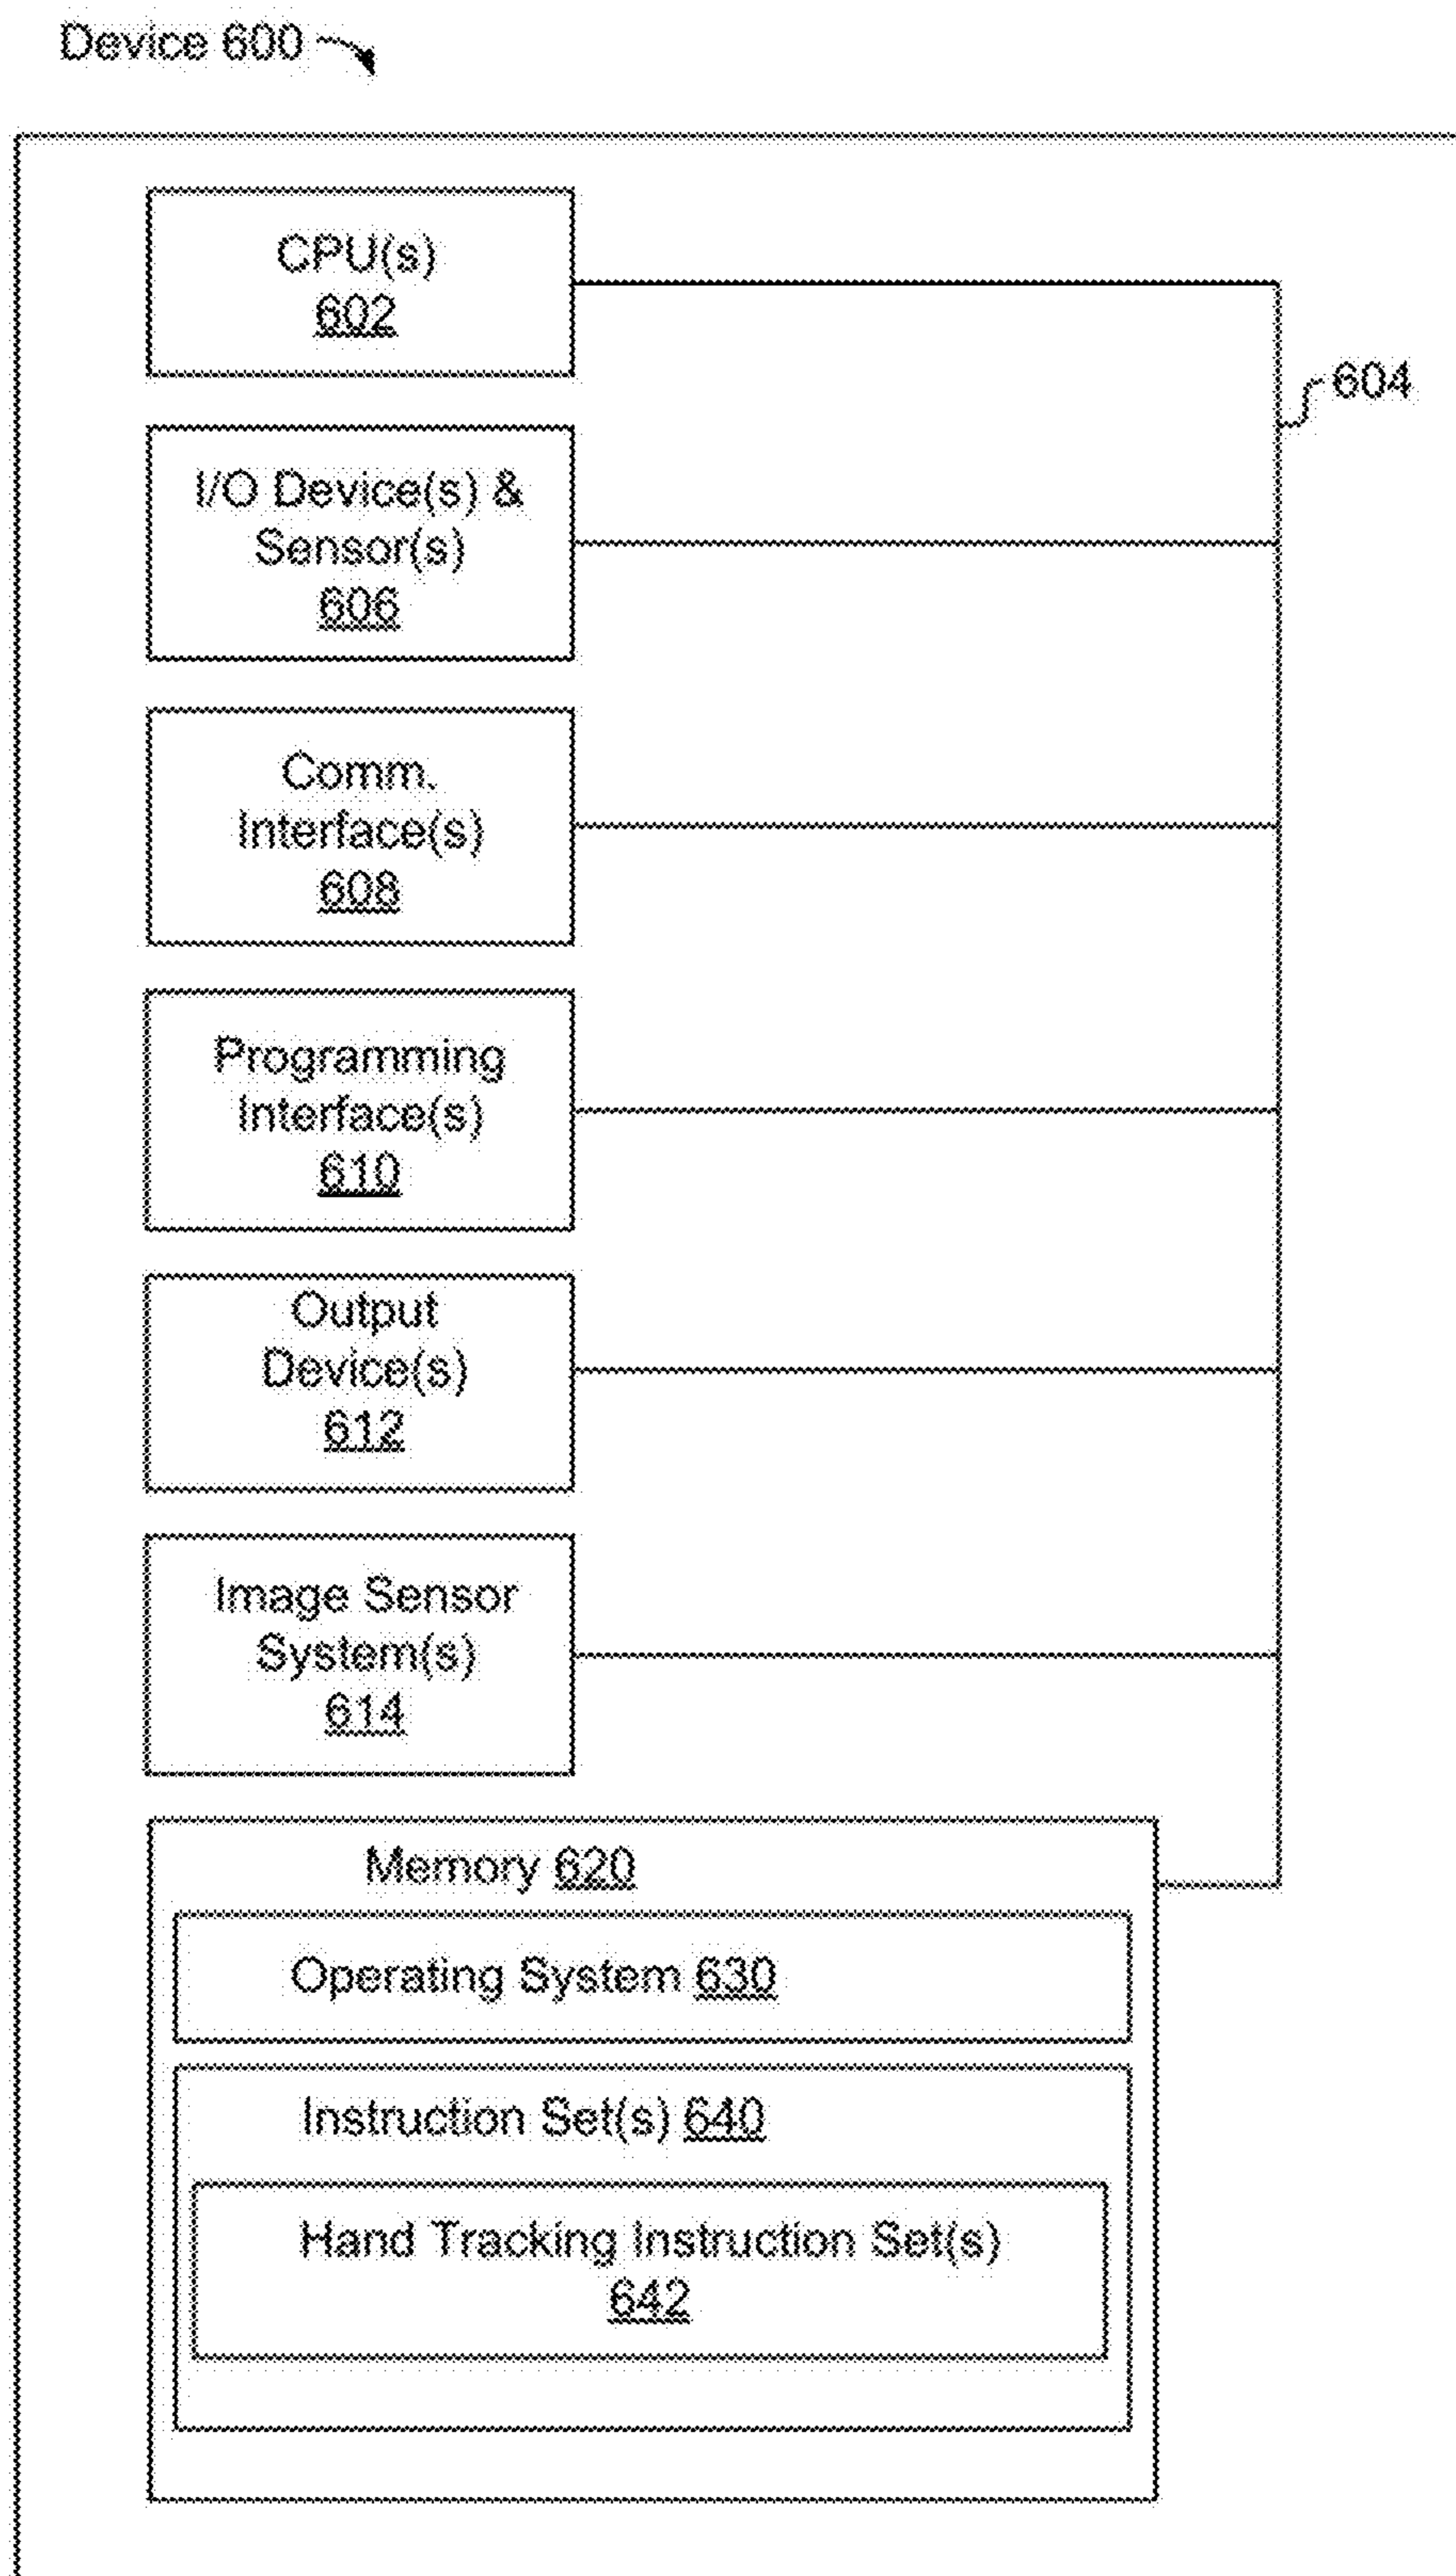 Device 600
CPU(s)
602
604
I/O Device(s) &
Sensor(s)
606
Comm.
Interface(s)
608
Programming
Interface(s)
610
Output
Device(s)
612
Image Sensor
System(s)
614
Memory 620
Operating System 630
Instruction Set(s) 640
Hand Tracking Instruction Set(s)
642